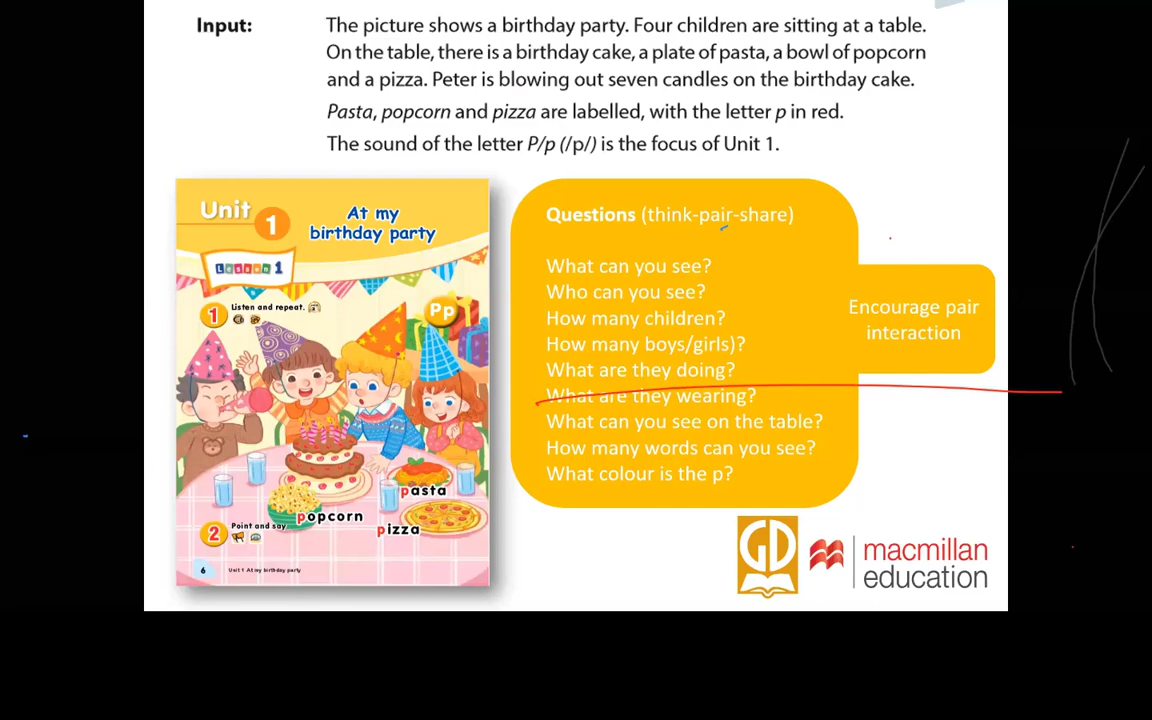 Input: The picture shows a birthday party. Four children are sitting at a table.
On the table, there is a birthday cake, a plate of pasta, a bowl of popcorn
and a pizza. Peter is blowing out seven candles on the birthday cake.
Pasta, popcorn and pizza are labelled, with the letter p in red.
The sound of the letter P/p (/p/) is the focus of Unit 1.
Unit 1
At my
birthday party
Lesson 1
1 Listen and repeat.
Pp
pasta
popcorn
pizza
2 Point and say
6 Unit 1 At my birthday party
Questions (think-pair-share)
What can you see?
Who can you see?
How many children?
How many boys/girls)?
What are they doing?
What are they wearing?
What can you see on the table?
How many words can you see?
What colour is the p?
Encourage pair
interaction
GD
macmillan
education